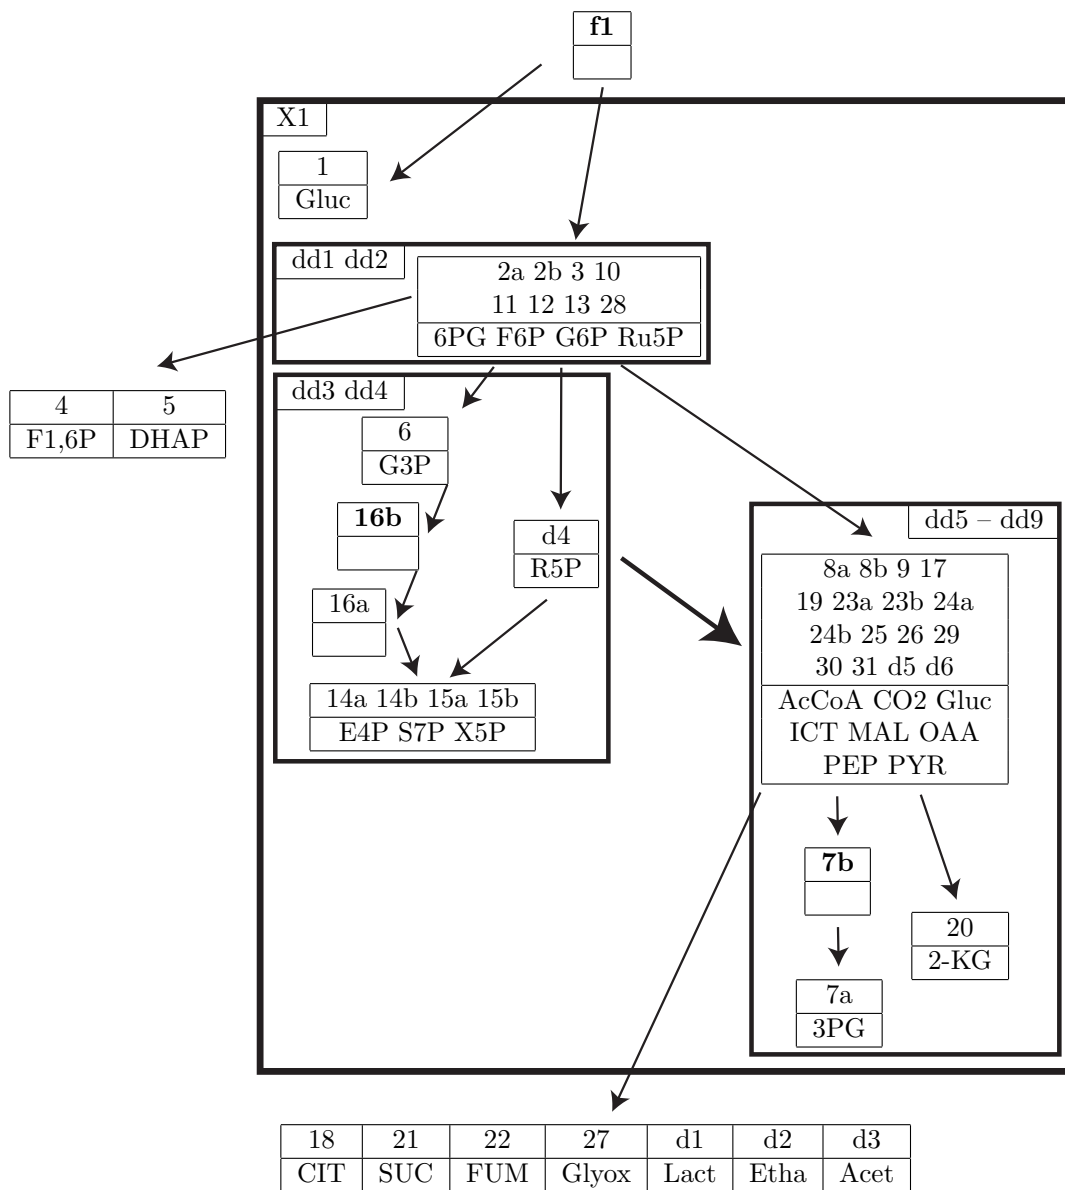 f1
X1
1
Gluc
dd1 dd2
2a 2b 3 10
11 12 13 28
6PG F6P G6P Ru5P
4 5
F1,6P DHAP
dd3 dd4
6
G3P
16b
d4
R5P
16a
14a 14b 15a 15b
E4P S7P X5P
dd5 – dd9
8a 8b 9 17
19 23a 23b 24a
24b 25 26 29
30 31 d5 d6
AcCoA CO2 Gluc
ICT MAL OAA
PEP PYR
7b
20
2-KG
7a
3PG
18 21 22 27 d1 d2 d3
CIT SUC FUM Glyox Lact Etha Acet